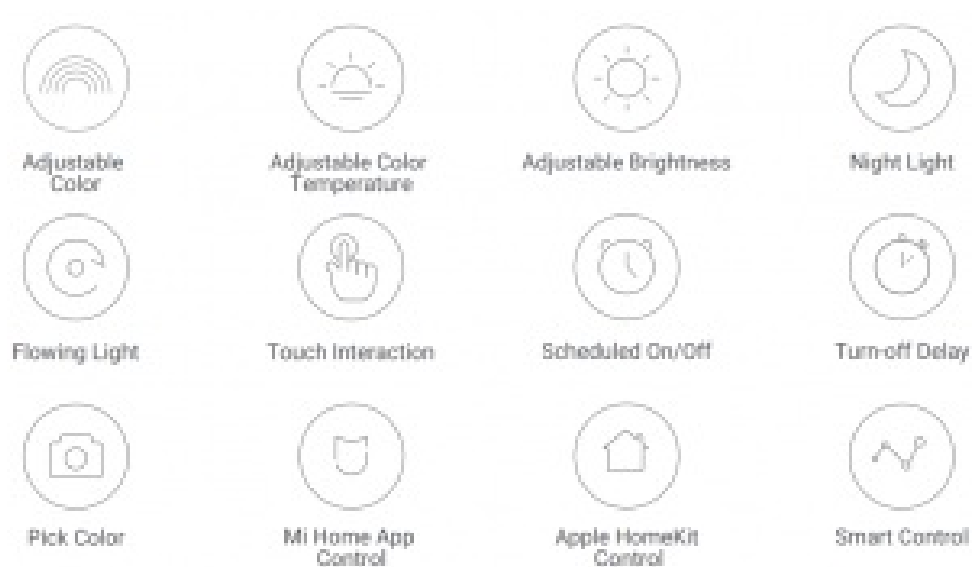 Adjustable
Color
Adjustable Color
Temperature
Adjustable Brightness
Night Light
Flowing Light
Touch Interaction
Scheduled On/Off
Turn-off Delay
Pick Color
Mi Home App
Control
Apple HomeKit
Control
Smart Control